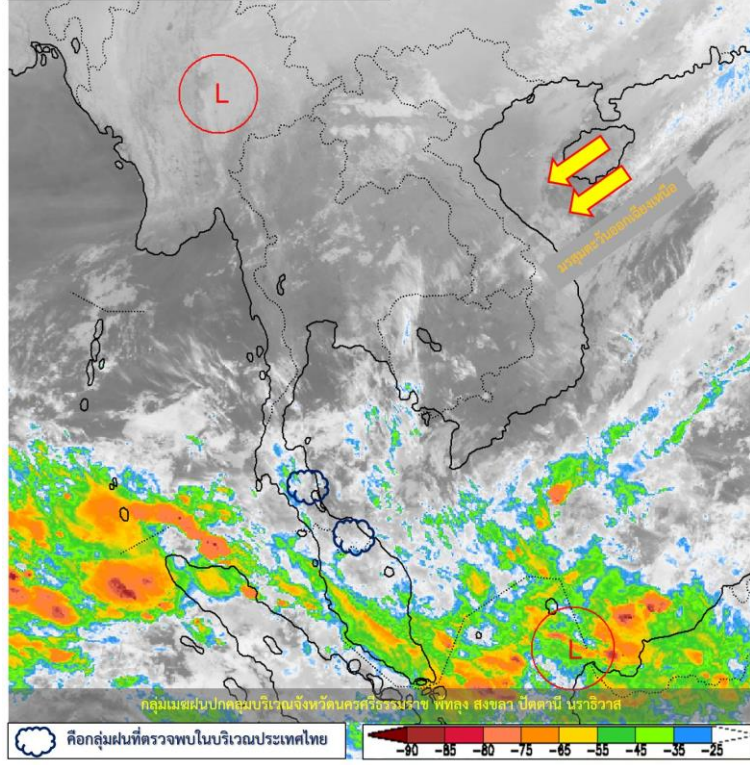 L
มรสุมตะวันออกเฉียงเหนือ
L
กลุ่มเมฆฝนปกคลุมบริเวณจังหวัดนครศรีธรรมราช พัทลุง สงขลา ปัตตานี นราธิวาส
คือกลุ่มฝนที่ตรวจพบในบริเวณประเทศไทย
-90 -85 -80 -75 -65 -55 -45 -35 -25